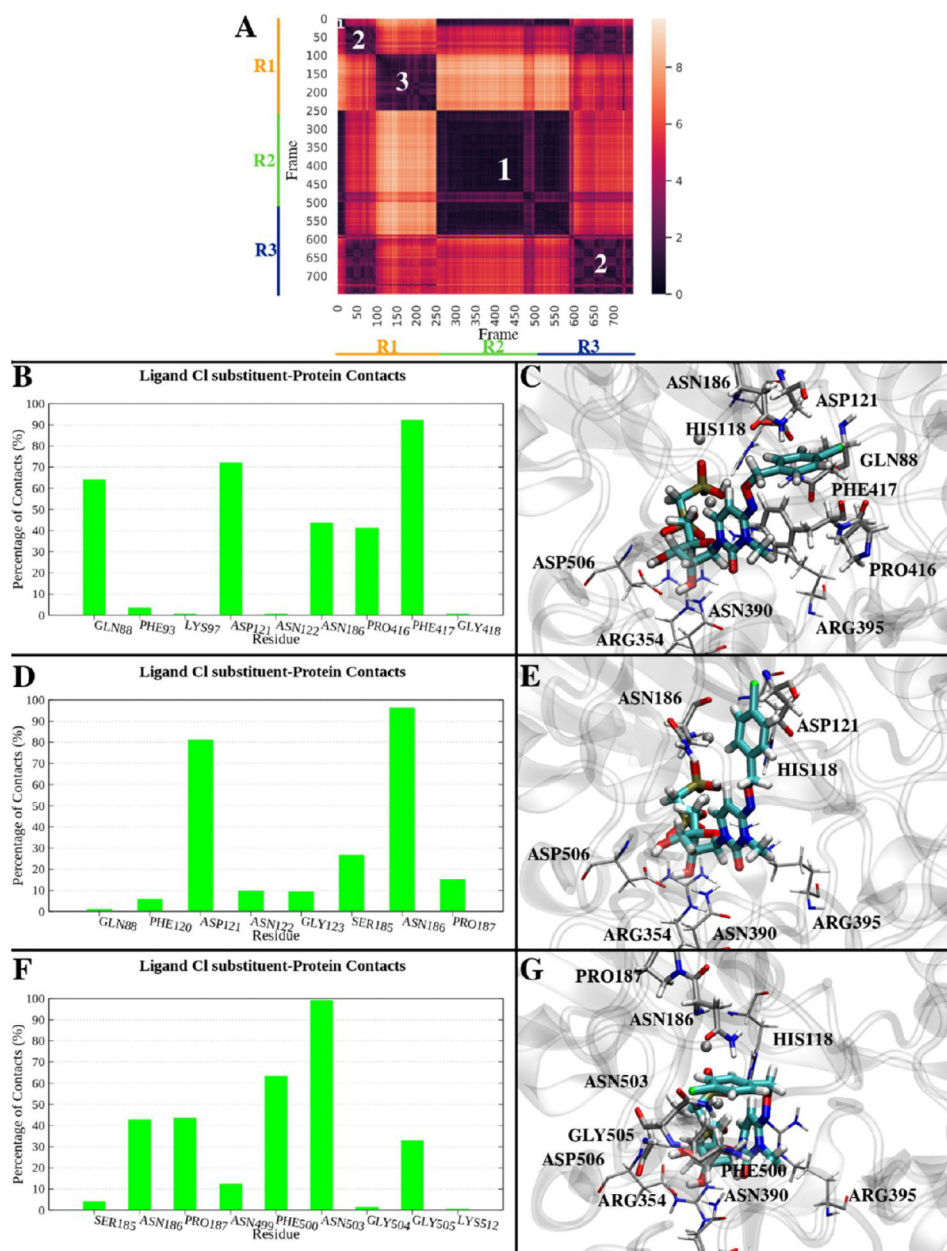 A
R1
R2
R3
Frame
0
50
100
150
200
250
300
350
400
450
500
550
600
650
700
1
2
3
1
2
8
6
4
2
0
0 50 100 150 200 250 300 350 400 450 500 550 600 650 700
Frame
R1 R2 R3
B
Ligand Cl substituent-Protein Contacts
Percentage of Contacts (%)
100
90
80
70
60
50
40
30
20
10
0
GLN88 PHE93 LYS97 ASP121 ASN122 ASN186 PRO416 PHE417 GLY418
Residue
C
ASN186
ASP121
HIS118
GLN88
PHE417
ASP506
PRO416
ASN390
ARG395
ARG354
D
Ligand Cl substituent-Protein Contacts
Percentage of Contacts (%)
100
90
80
70
60
50
40
30
20
10
0
GLN88 PHE120 ASP121 ASN122 GLY123 SER185 ASN186 PRO187
Residue
E
ASN186
ASP121
HIS118
ASP506
ARG395
ARG354 ASN390
F
Ligand Cl substituent-Protein Contacts
Percentage of Contacts (%)
100
90
80
70
60
50
40
30
20
10
0
SER185 ASN186 PRO187 ASN499 PHE500 ASN503 GLY504 GLY505 LYS512
Residue
G
PRO187
ASN186
HIS118
ASN503
GLY505
ASP506
PHE500
ARG354
ASN390
ARG395